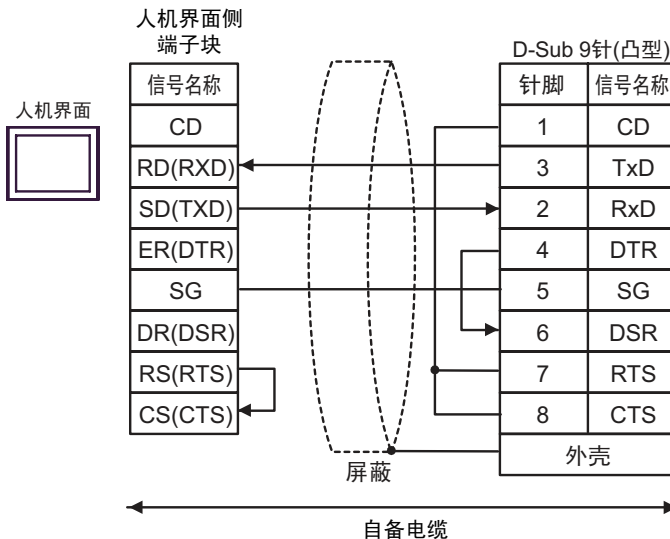 人机界面侧
端子块
D-Sub 9针(凸型)
人机界面
信号名称
针脚 信号名称
CD
1 CD
RD(RXD)
3 TxD
SD(TXD)
2 RxD
ER(DTR)
4 DTR
SG
5 SG
DR(DSR)
6 DSR
RS(RTS)
7 RTS
CS(CTS)
8 CTS
外壳
屏蔽
自备电缆